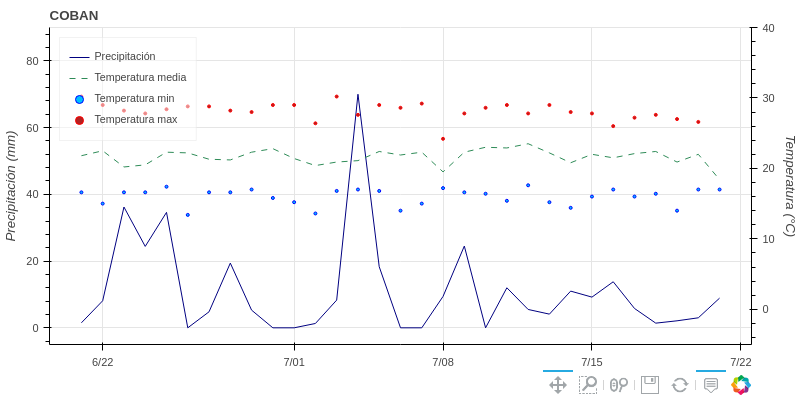 COBAN
Precipitación
Temperatura media
Temperatura min
Temperatura max
80
60
40
20
0
Precipitación (mm)
40
30
20
10
0
Temperatura (°C)
6/22
7/01
7/08
7/15
7/22